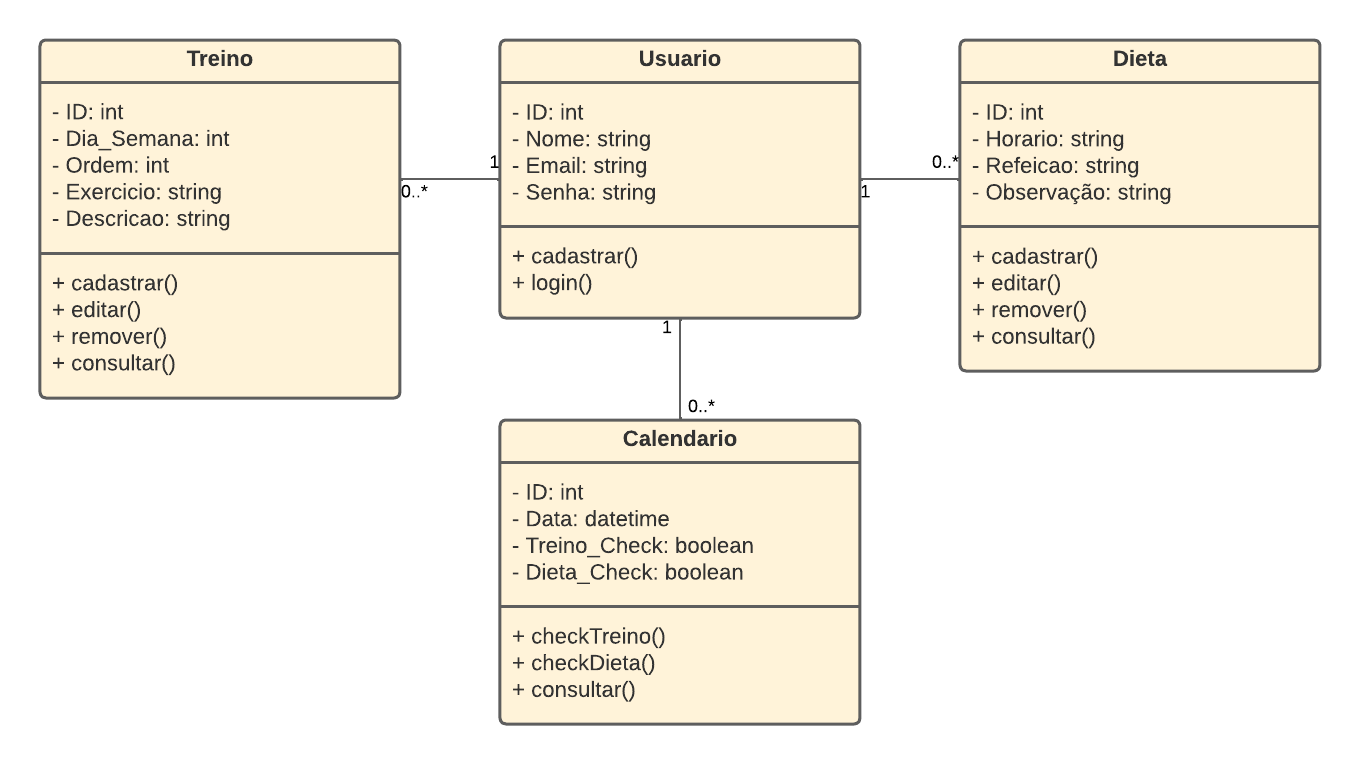 Treino
- ID: int
- Dia_Semana: int
- Ordem: int
- Exercicio: string
- Descricao: string
+ cadastrar()
+ editar()
+ remover()
+ consultar()
0..*
1
Usuario
- ID: int
- Nome: string
- Email: string
- Senha: string
+ cadastrar()
+ login()
1
0..*
Dieta
- ID: int
- Horario: string
- Refeicao: string
- Observação: string
+ cadastrar()
+ editar()
+ remover()
+ consultar()
1
0..*
Calendario
- ID: int
- Data: datetime
- Treino_Check: boolean
- Dieta_Check: boolean
+ checkTreino()
+ checkDieta()
+ consultar()